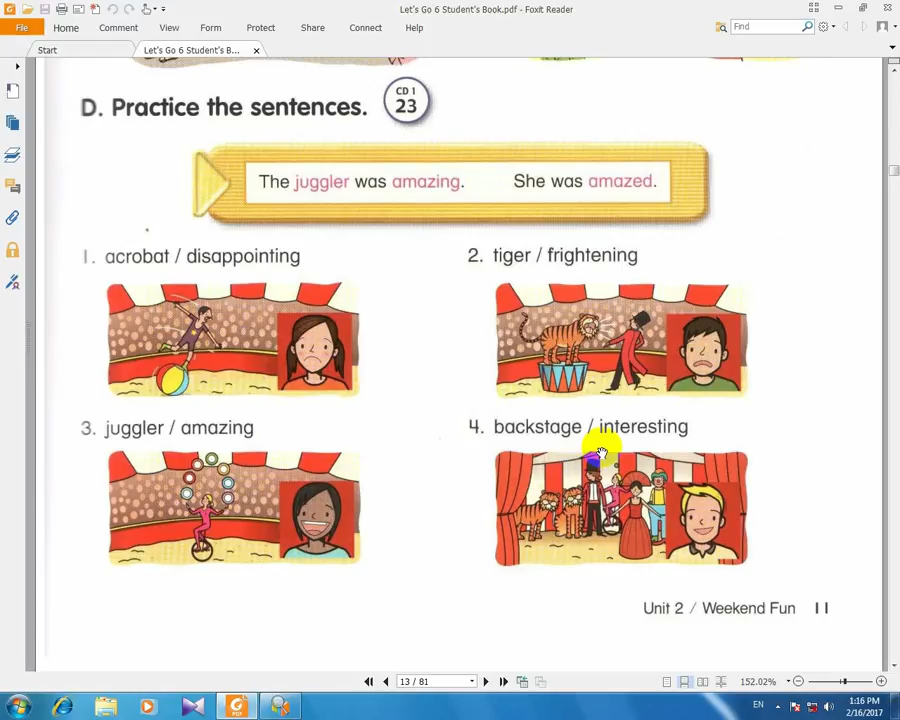 Let's Go 6 Student's Book.pdf - Foxit Reader
File Home Comment View Form Protect Share Connect Help Find
Start Let's Go 6 Student's B...
D. Practice the sentences. CD 1 23
The juggler was amazing. She was amazed.
1. acrobat / disappointing
2. tiger / frightening
3. juggler / amazing
4. backstage / interesting
Unit 2 / Weekend Fun 11
13 / 81
152.02%
PDF
EN
1:16 PM
2/16/2017